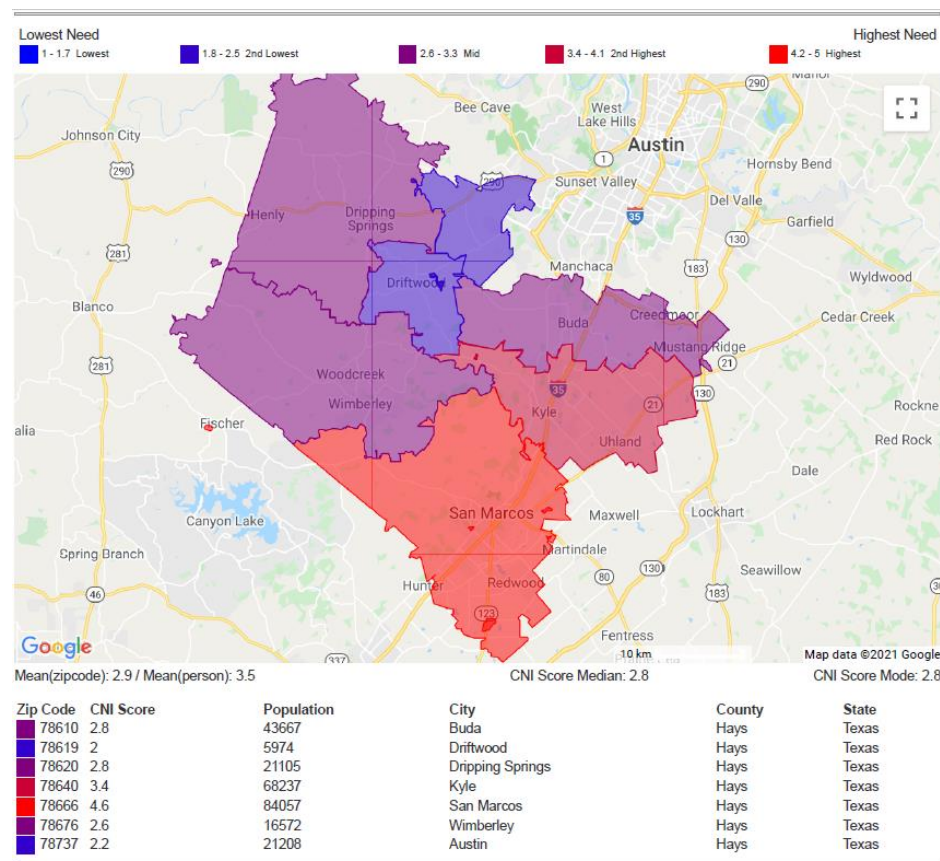 Lowest Need Highest Need
1 - 1.7 Lowest 1.8 - 2.5 2nd Lowest 2.6 - 3.3 Mid 3.4 - 4.1 2nd Highest 4.2 - 5 Highest
290
Bee Cave
West
Lake Hills
Johnson City
Austin
1
Hornsby Bend
290
290
Sunset Valley
Del Valle
Henly
Dripping
Springs
35
Garfield
130
281
Manchaca
183
Wyldwood
Driftwood
Blanco
Buda
Creedmoor
Cedar Creek
Mustang Ridge
281
21
Woodcreek
35
130
Wimberley
Kyle
21
Rockne
Fischer
alia
Uhland
Red Rock
Dale
San Marcos
Maxwell
Lockhart
Canyon Lake
Spring Branch
Martindale
130
Seawillow
Hunter
Redwood
80
183
46
123
Fentress
Google
337
10 km
Map data ©2021 Google
Mean(zipcode): 2.9 / Mean(person): 3.5 CNI Score Median: 2.8 CNI Score Mode: 2.8
Zip Code CNI Score Population City County State
78610 2.8 43667 Buda Hays Texas
78619 2 5974 Driftwood Hays Texas
78620 2.8 21105 Dripping Springs Hays Texas
78640 3.4 68237 Kyle Hays Texas
78666 4.6 84057 San Marcos Hays Texas
78676 2.6 16572 Wimberley Hays Texas
78737 2.2 21208 Austin Hays Texas